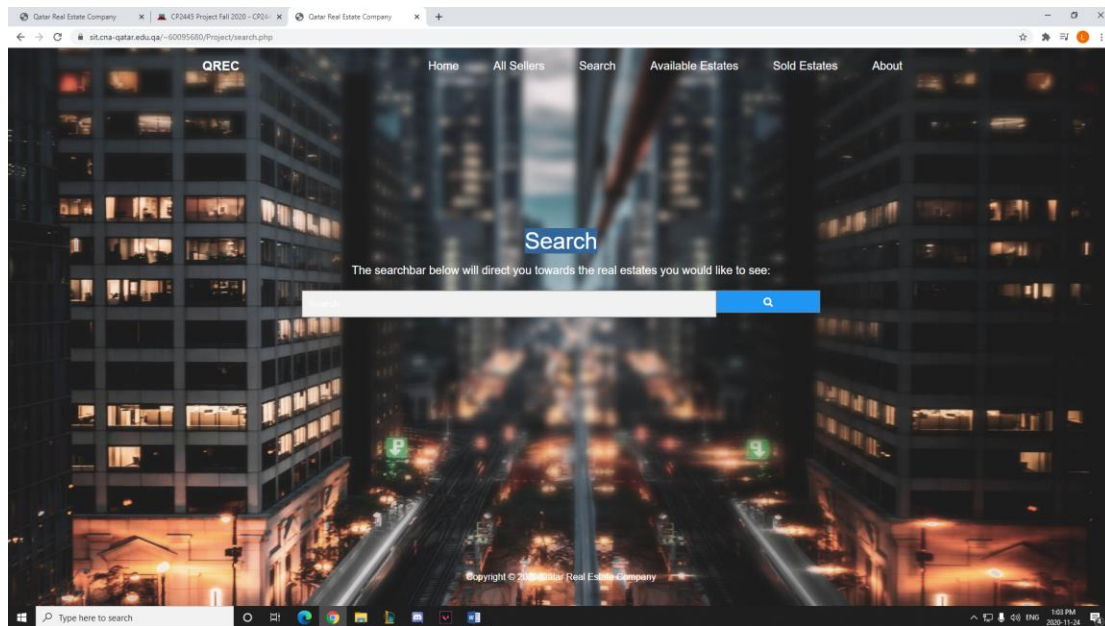 Qatar Real Estate Company
CP2445 Project Fall 2020 - CP244
Qatar Real Estate Company
sit.cna-qatar.edu.qa/~60095680/Project/search.php
QREC
Home All Sellers Search Available Estates Sold Estates About
Search
The searchbar below will direct you towards the real estates you would like to see:
Copyright © Qatar Real Estate Company
Type here to search
ENG
1:03 PM
2020-11-24